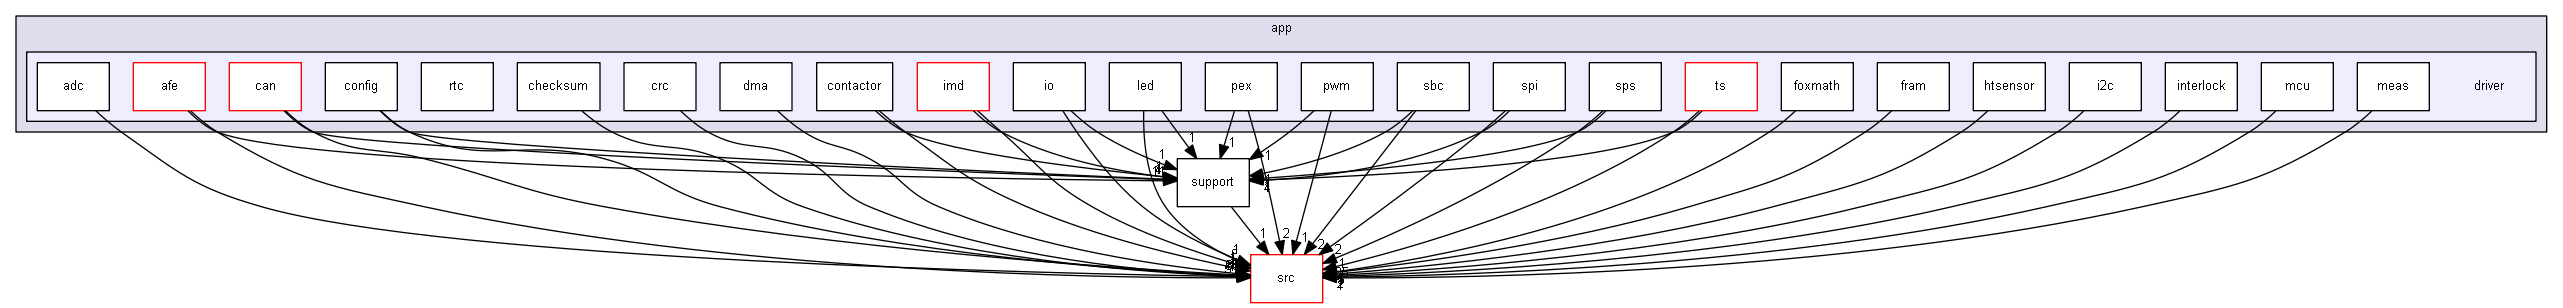 app
adc afe can config rtc checksum crc dma contactor imd io led pex pwm sbc spi sps ts foxmath fram htsensor i2c interlock mcu meas driver
1 1
1 1
support
1 2 1 2 2
src